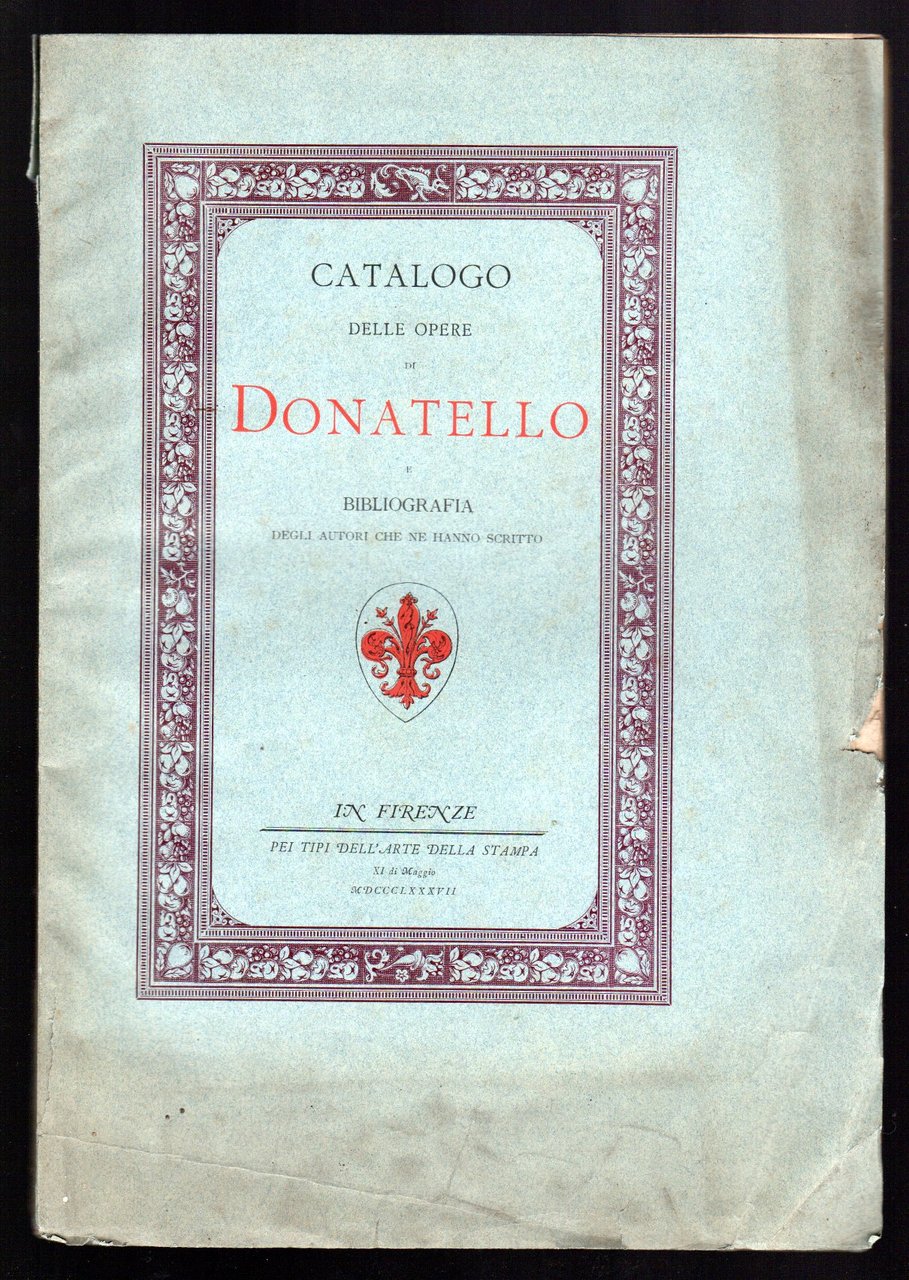 CATALOGO
DELLE OPERE
DI
DONATELLO
E
BIBLIOGRAFIA
DEGLI AUTORI CHE NE HANNO SCRITTO
IN FIRENZE
PEI TIPI DELL'ARTE DELLA STAMPA
XI di Maggio
MDCCCLXXXVII